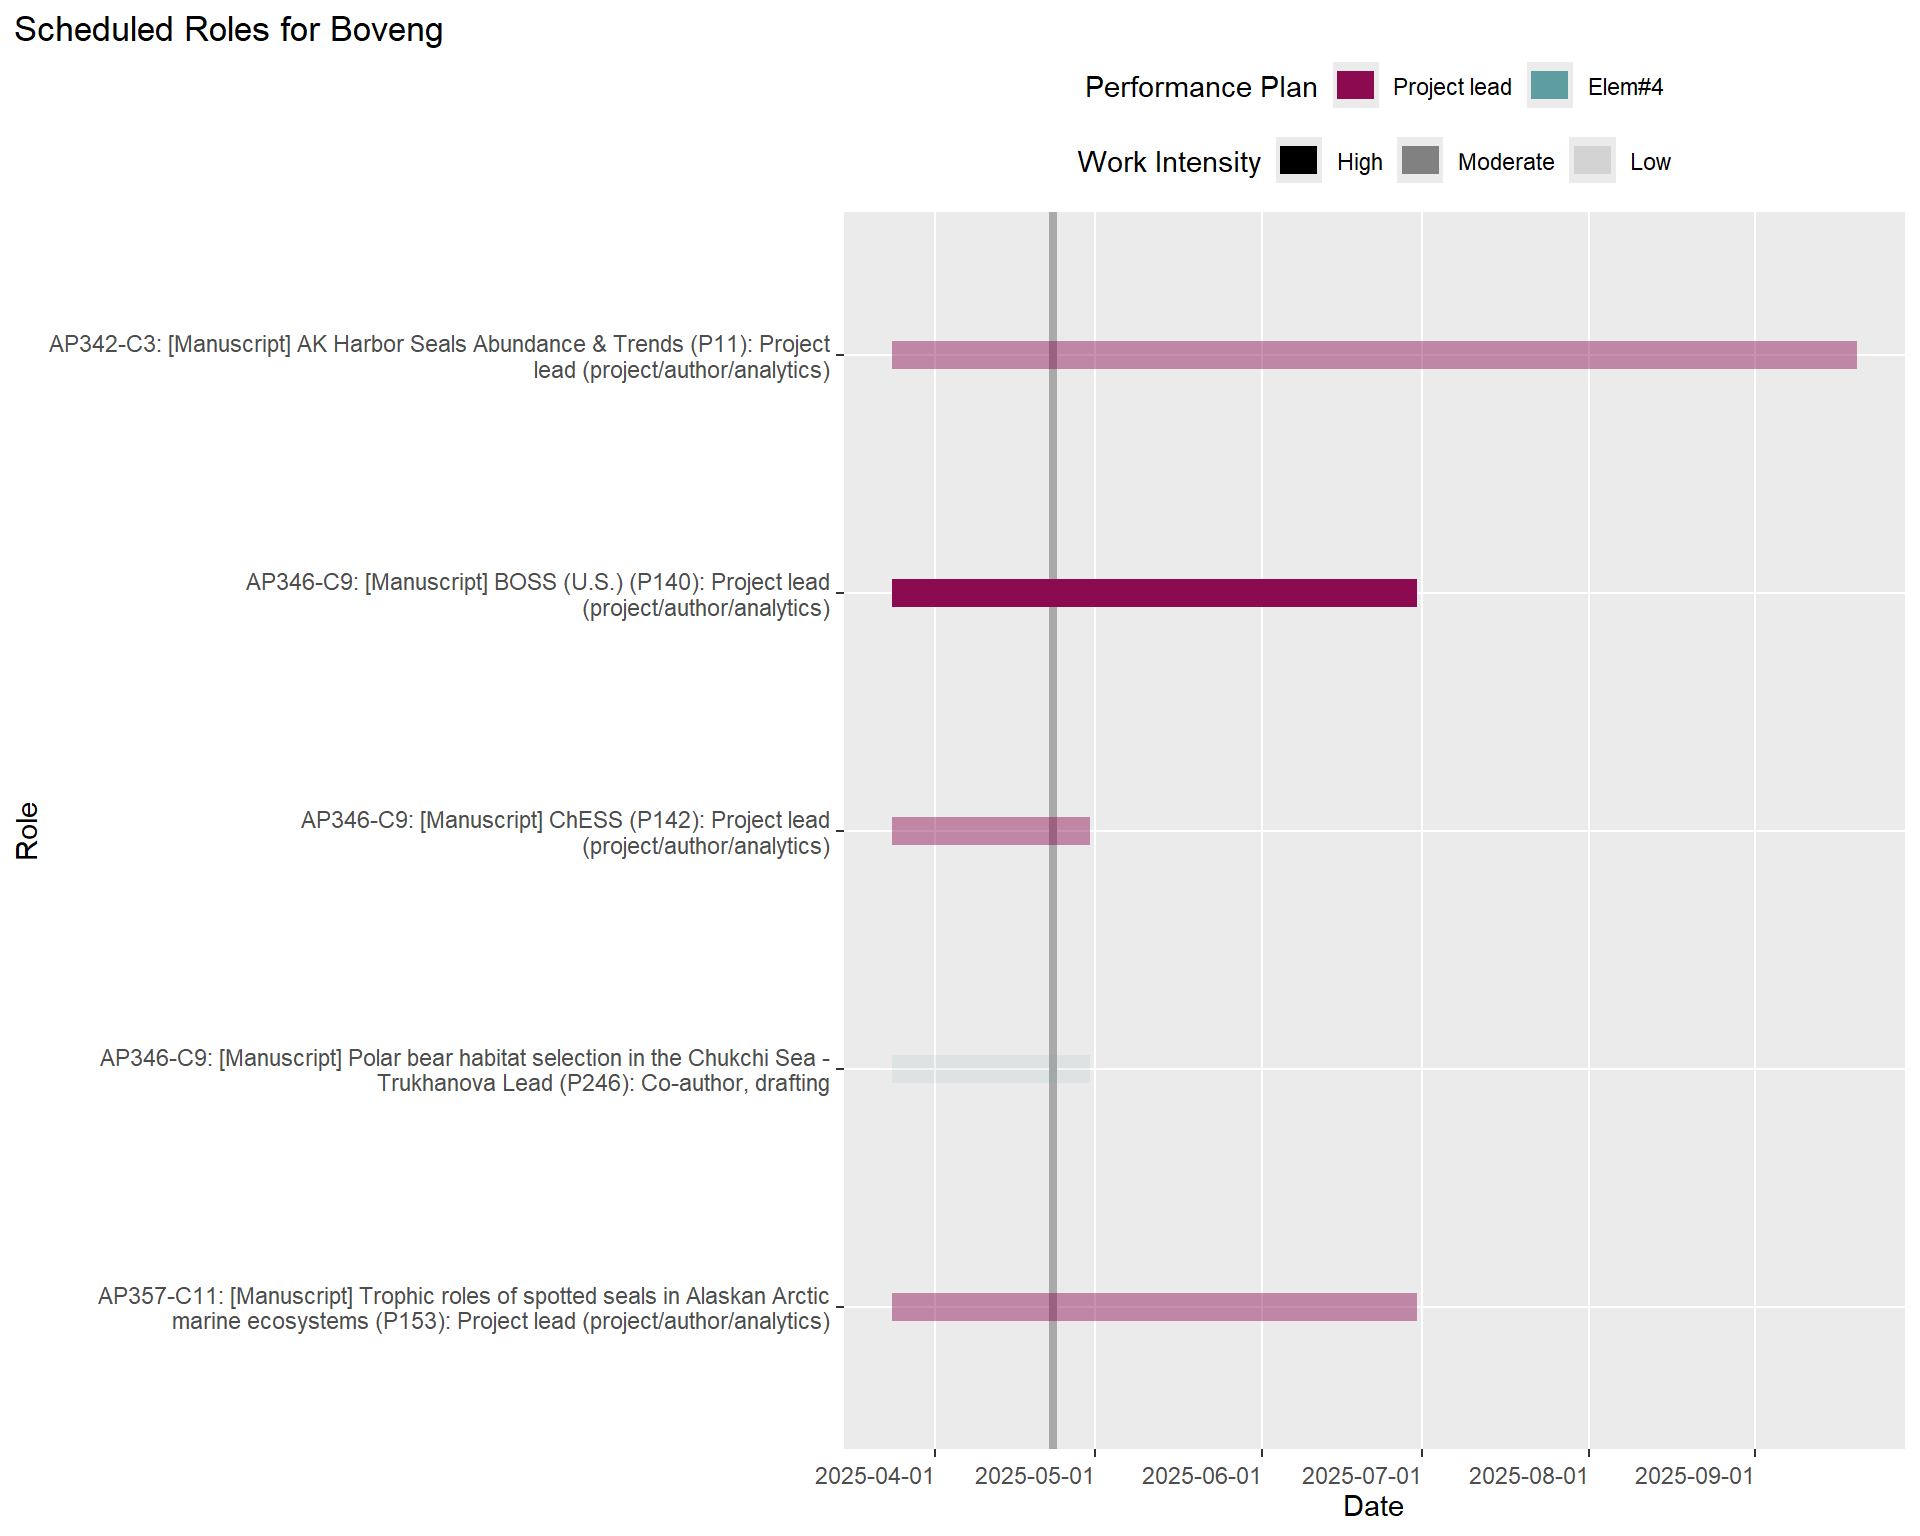 Scheduled Roles for Boveng
Performance Plan Project lead Elem#4
Work Intensity High Moderate Low
AP342-C3: [Manuscript] AK Harbor Seals Abundance & Trends (P11): Project
lead (project/author/analytics)
AP346-C9: [Manuscript] BOSS (U.S.) (P140): Project lead
(project/author/analytics)
AP346-C9: [Manuscript] ChESS (P142): Project lead
(project/author/analytics)
AP346-C9: [Manuscript] Polar bear habitat selection in the Chukchi Sea -
Trukhanova Lead (P246): Co-author, drafting
AP357-C11: [Manuscript] Trophic roles of spotted seals in Alaskan Arctic
marine ecosystems (P153): Project lead (project/author/analytics)
Role
2025-04-01 2025-05-01 2025-06-01 2025-07-01 2025-08-01 2025-09-01
Date